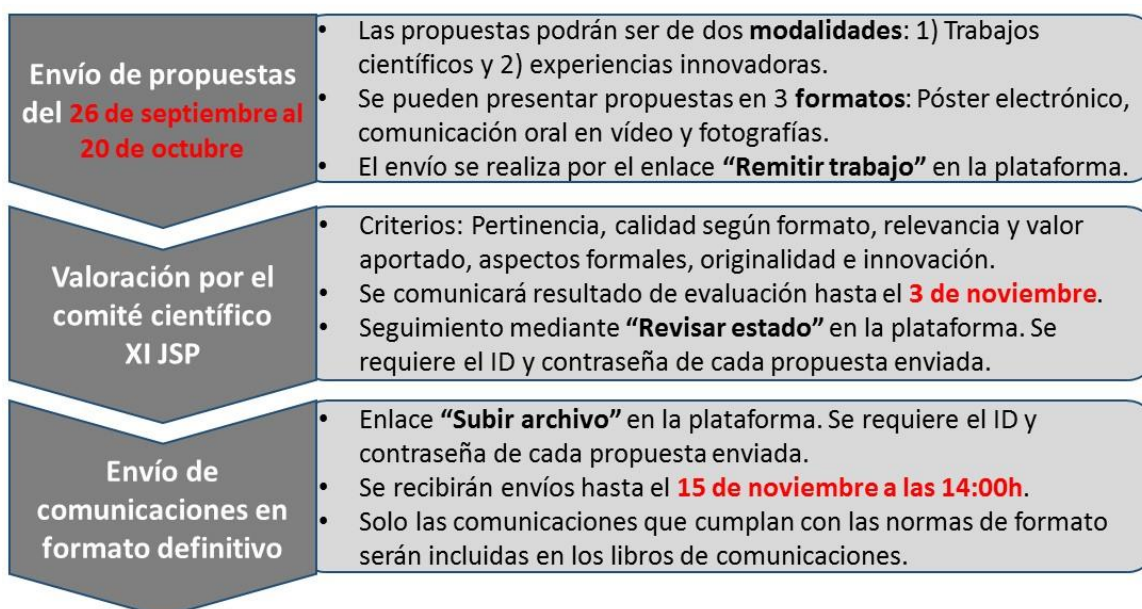 Envío de propuestas
del 26 de septiembre al
20 de octubre
• Las propuestas podrán ser de dos modalidades: 1) Trabajos
científicos y 2) experiencias innovadoras.
• Se pueden presentar propuestas en 3 formatos: Póster electrónico,
comunicación oral en vídeo y fotografías.
• El envío se realiza por el enlace “Remitir trabajo” en la plataforma.
Valoración por el
comité científico
XI JSP
• Criterios: Pertinencia, calidad según formato, relevancia y valor
aportado, aspectos formales, originalidad e innovación.
• Se comunicará resultado de evaluación hasta el 3 de noviembre.
• Seguimiento mediante “Revisar estado” en la plataforma. Se
requiere el ID y contraseña de cada propuesta enviada.
Envío de
comunicaciones en
formato definitivo
• Enlace “Subir archivo” en la plataforma. Se requiere el ID y
contraseña de cada propuesta enviada.
• Se recibirán envíos hasta el 15 de noviembre a las 14:00h.
• Solo las comunicaciones que cumplan con las normas de formato
serán incluidas en los libros de comunicaciones.